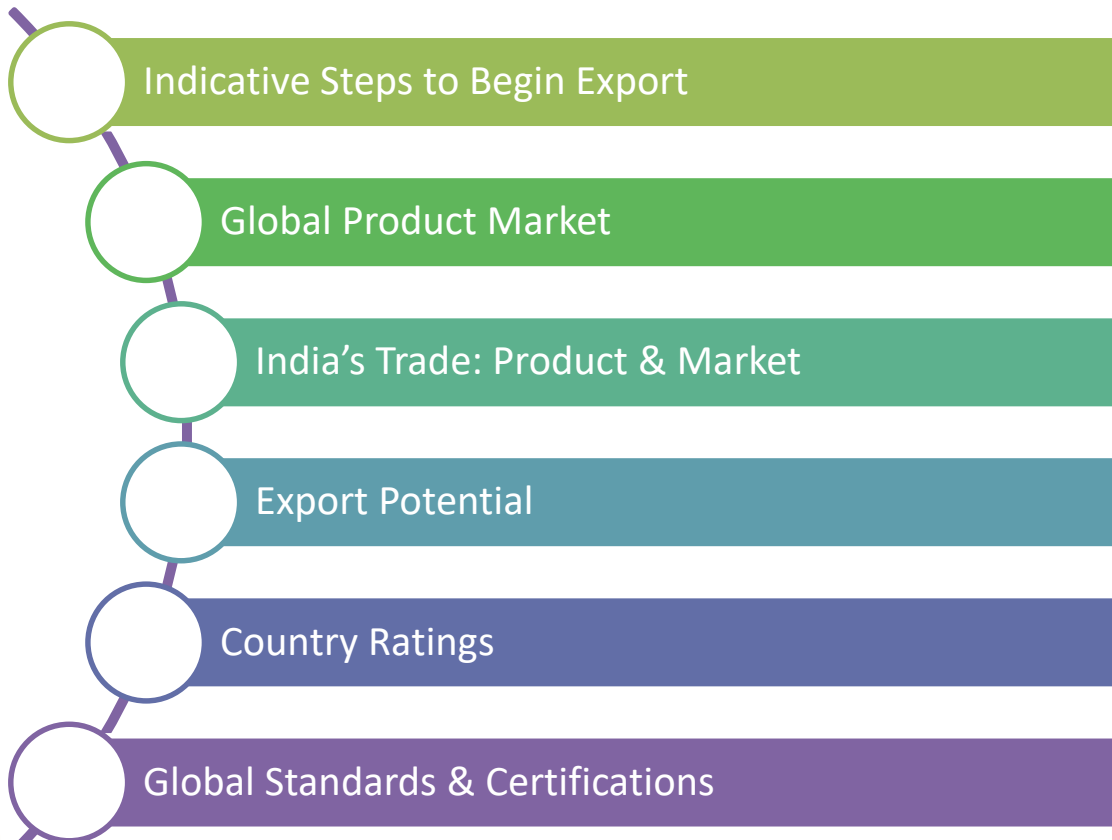 Indicative Steps to Begin Export
Global Product Market
India’s Trade: Product & Market
Export Potential
Country Ratings
Global Standards & Certifications